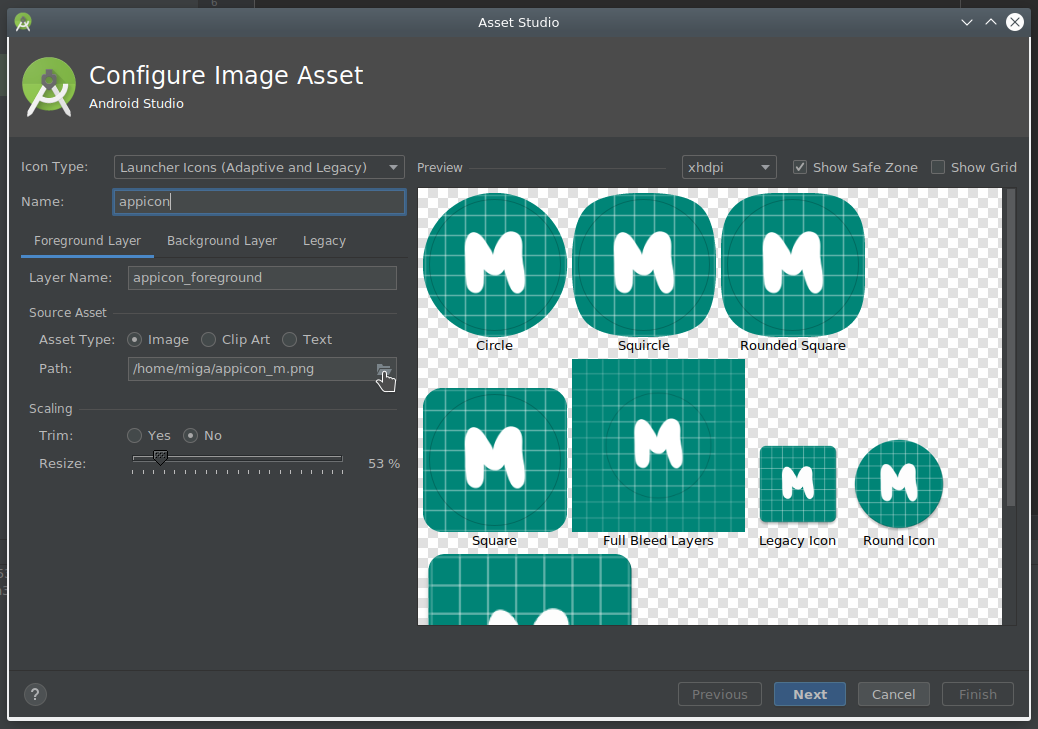 Asset Studio
Configure Image Asset
Android Studio
Icon Type: Launcher Icons (Adaptive and Legacy)
Name: appicon
Foreground Layer Background Layer Legacy
Layer Name: appicon_foreground
Source Asset
Asset Type: Image Clip Art Text
Path: /home/miga/appicon_m.png
Scaling
Trim: Yes No
Resize: 53 %
Preview xhdpi Show Safe Zone Show Grid
M M M
Circle Squircle Rounded Square
M M M M
Square Full Bleed Layers Legacy Icon Round Icon
? Previous Next Cancel Finish